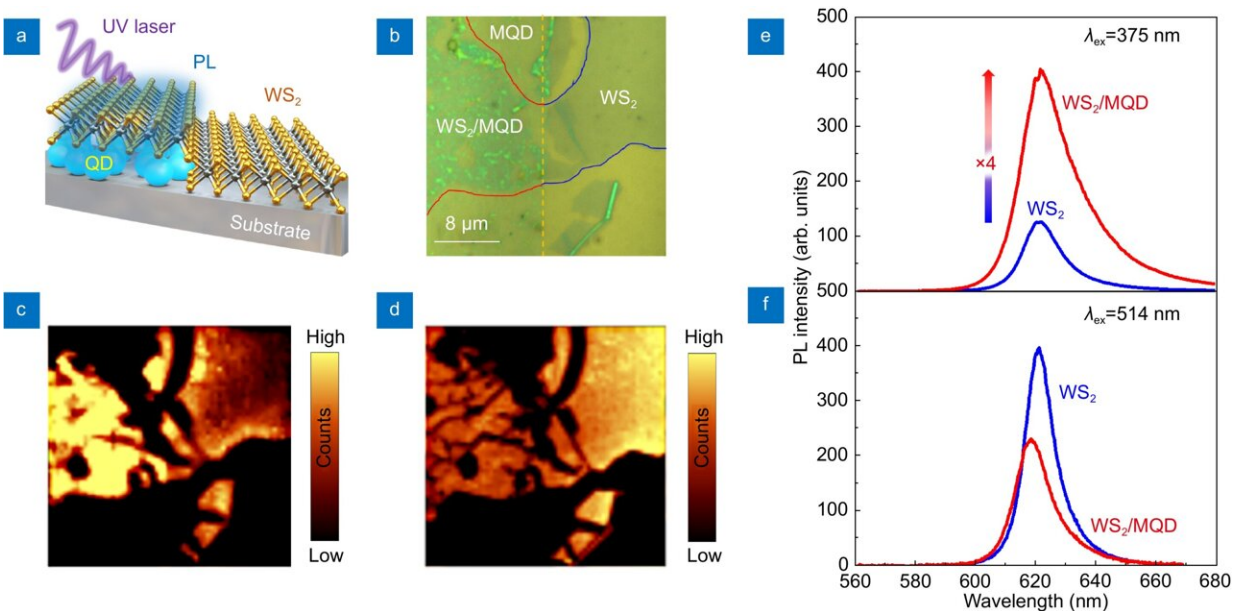 a
UV laser
PL
WS₂
QD
Substrate
b
MQD
WS₂
WS₂/MQD
8 μm
c
High
Counts
Low
d
High
Counts
Low
e
λex=375 nm
WS₂/MQD
×4
WS₂
500
400
300
200
100
f
λex=514 nm
WS₂
WS₂/MQD
500
400
300
200
100
0
PL intensity (arb. units)
560 580 600 620 640 660 680
Wavelength (nm)